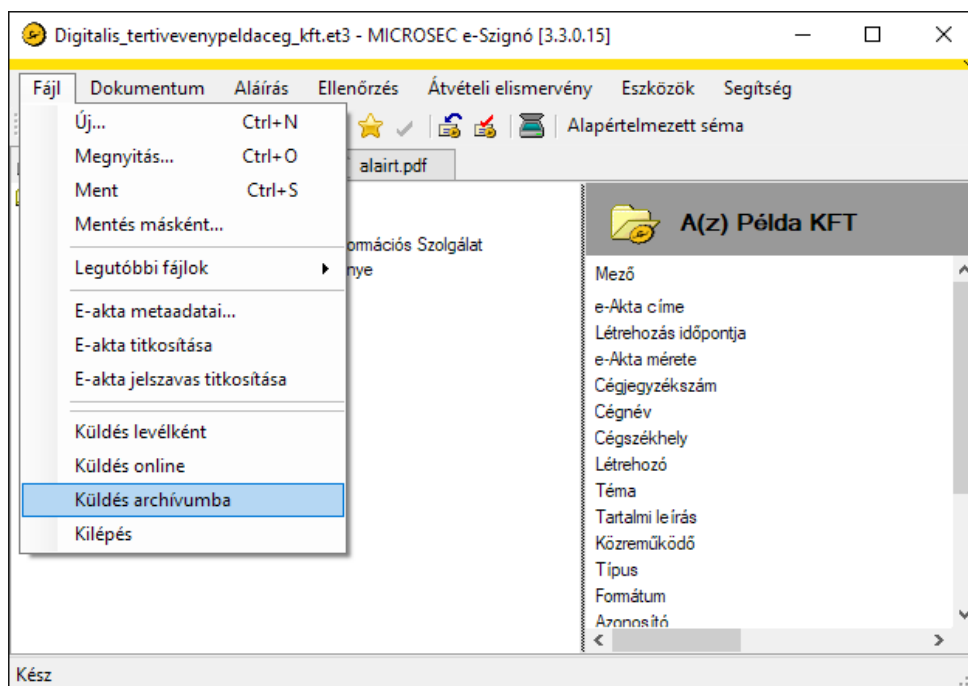 Digitalis_tertivevenypeldaceg_kft.et3 - MICROSEC e-Szignó [3.3.0.15]
Fájl Dokumentum Aláírás Ellenőrzés Átvételi elismervény Eszközök Segítség
Új... Ctrl+N
Megnyitás... Ctrl+O
Ment Ctrl+S
Mentés másként...
Legutóbbi fájlok
E-akta metaadatai...
E-akta titkosítása
E-akta jelszavas titkosítása
Küldés levélként
Küldés online
Küldés archívumba
Kilépés
Alapértelmezett séma
alairt.pdf
ormációs Szolgálat
nye
A(z) Példa KFT
Mező
e-Akta címe
Létrehozás időpontja
e-Akta mérete
Cégjegyzékszám
Cégnév
Cégszékhely
Létrehozó
Téma
Tartalmi leírás
Közreműködő
Típus
Formátum
Azonosító
Kész